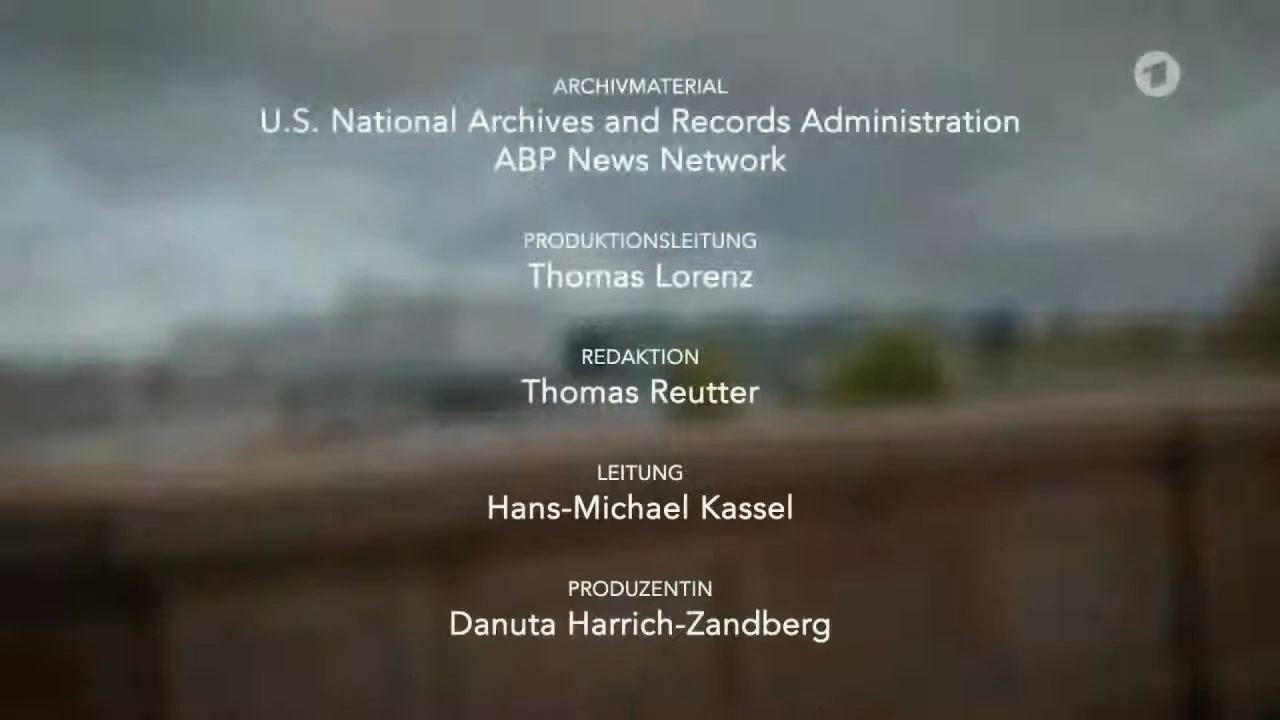 ARCHIVMATERIAL
U.S. National Archives and Records Administration
ABP News Network
PRODUKTIONSLEITUNG
Thomas Lorenz
REDAKTION
Thomas Reutter
LEITUNG
Hans-Michael Kassel
PRODUZENTIN
Danuta Harrich-Zandberg